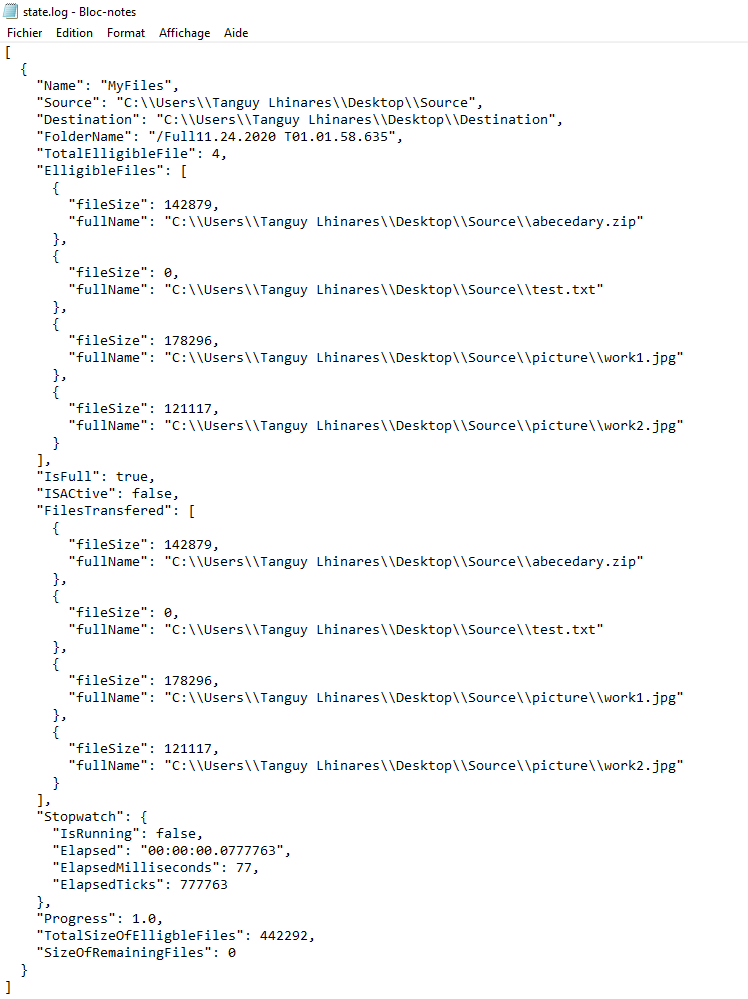 state.log - Bloc-notes
Fichier Edition Format Affichage Aide
[
  {
    "Name": "MyFiles",
    "Source": "C:\\Users\\Tanguy Lhinares\\Desktop\\Source",
    "Destination": "C:\\Users\\Tanguy Lhinares\\Desktop\\Destination",
    "FolderName": "/Full11.24.2020 T01.01.58.635",
    "TotalElligibleFile": 4,
    "ElligibleFiles": [
      {
        "fileSize": 142879,
        "fullName": "C:\\Users\\Tanguy Lhinares\\Desktop\\Source\\abecedary.zip"
      },
      {
        "fileSize": 0,
        "fullName": "C:\\Users\\Tanguy Lhinares\\Desktop\\Source\\test.txt"
      },
      {
        "fileSize": 178296,
        "fullName": "C:\\Users\\Tanguy Lhinares\\Desktop\\Source\\picture\\work1.jpg"
      },
      {
        "fileSize": 121117,
        "fullName": "C:\\Users\\Tanguy Lhinares\\Desktop\\Source\\picture\\work2.jpg"
      }
    ],
    "IsFull": true,
    "ISACtive": false,
    "FilesTransfered": [
      {
        "fileSize": 142879,
        "fullName": "C:\\Users\\Tanguy Lhinares\\Desktop\\Source\\abecedary.zip"
      },
      {
        "fileSize": 0,
        "fullName": "C:\\Users\\Tanguy Lhinares\\Desktop\\Source\\test.txt"
      },
      {
        "fileSize": 178296,
        "fullName": "C:\\Users\\Tanguy Lhinares\\Desktop\\Source\\picture\\work1.jpg"
      },
      {
        "fileSize": 121117,
        "fullName": "C:\\Users\\Tanguy Lhinares\\Desktop\\Source\\picture\\work2.jpg"
      }
    ],
    "Stopwatch": {
      "IsRunning": false,
      "Elapsed": "00:00:00.0777763",
      "ElapsedMilliseconds": 77,
      "ElapsedTicks": 777763
    },
    "Progress": 1.0,
    "TotalSizeOfElligbleFiles": 442292,
    "SizeOfRemainingFiles": 0
  }
]